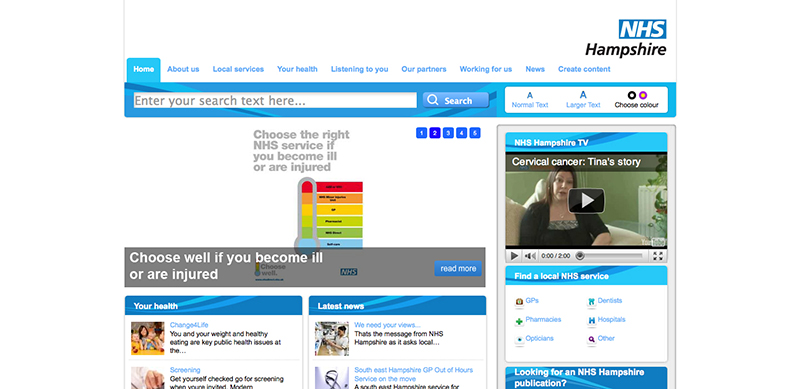 NHS
Hampshire
Home About us Local services Your health Listening to you Our partners Working for us News Create content
Enter your search text here...
Search
A A
Normal Text Larger Text Choose colour
Choose the right
NHS service if
you become ill
or are injured
1 2 3 4 5
Self-care
Choose
well.
NHS
Choose well if you become ill
or are injured
read more
NHS Hampshire TV
Cervical cancer: Tina's story
0:00 / 2:00
Find a local NHS service
GPs Dentists
Pharmacies Hospitals
Opticians Other
Looking for an NHS Hampshire
publication?
Your health
Change4Life
You and your weight and healthy
eating are key public health issues at
the...
Screening
Get yourself checked go for screening
when youre invited. Modern
Latest news
We need your views...
Thats the message from NHS
Hampshire as it asks local...
South east Hampshire GP Out of Hours
Service on the move
A south east Hampshire service for